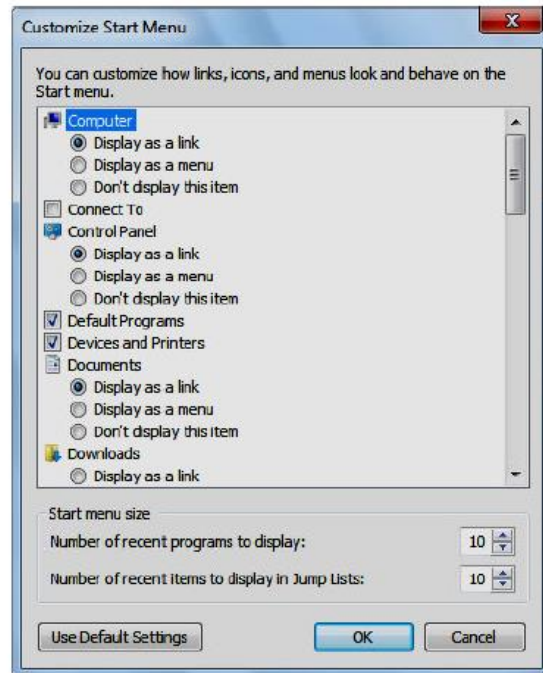 Customize Start Menu
You can customize how links, icons, and menus look and behave on the
Start menu.
Computer
Display as a link
Display as a menu
Don't display this item
Connect To
Control Panel
Display as a link
Display as a menu
Don't display this item
Default Programs
Devices and Printers
Documents
Display as a link
Display as a menu
Don't display this item
Downloads
Display as a link
Start menu size
Number of recent programs to display: 10
Number of recent items to display in Jump Lists: 10
Use Default Settings OK Cancel